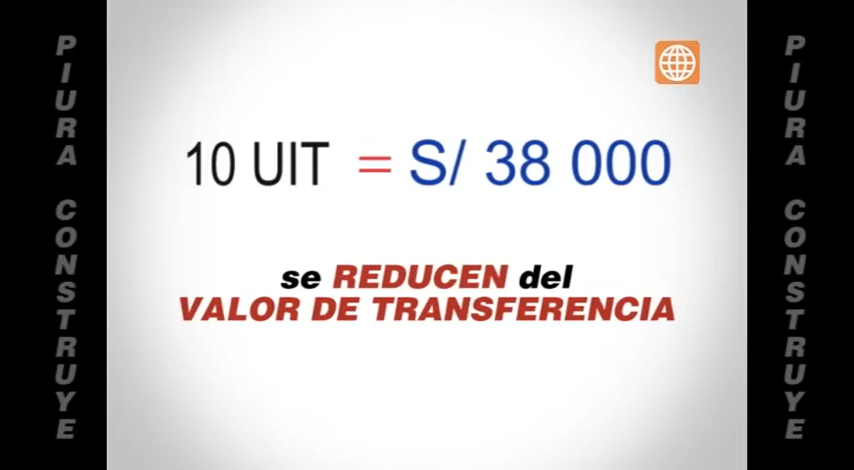 PIURA CONSTRUYE
10 UIT = S/ 38 000
se REDUCEN del
VALOR DE TRANSFERENCIA
PIURA CONSTRUYE